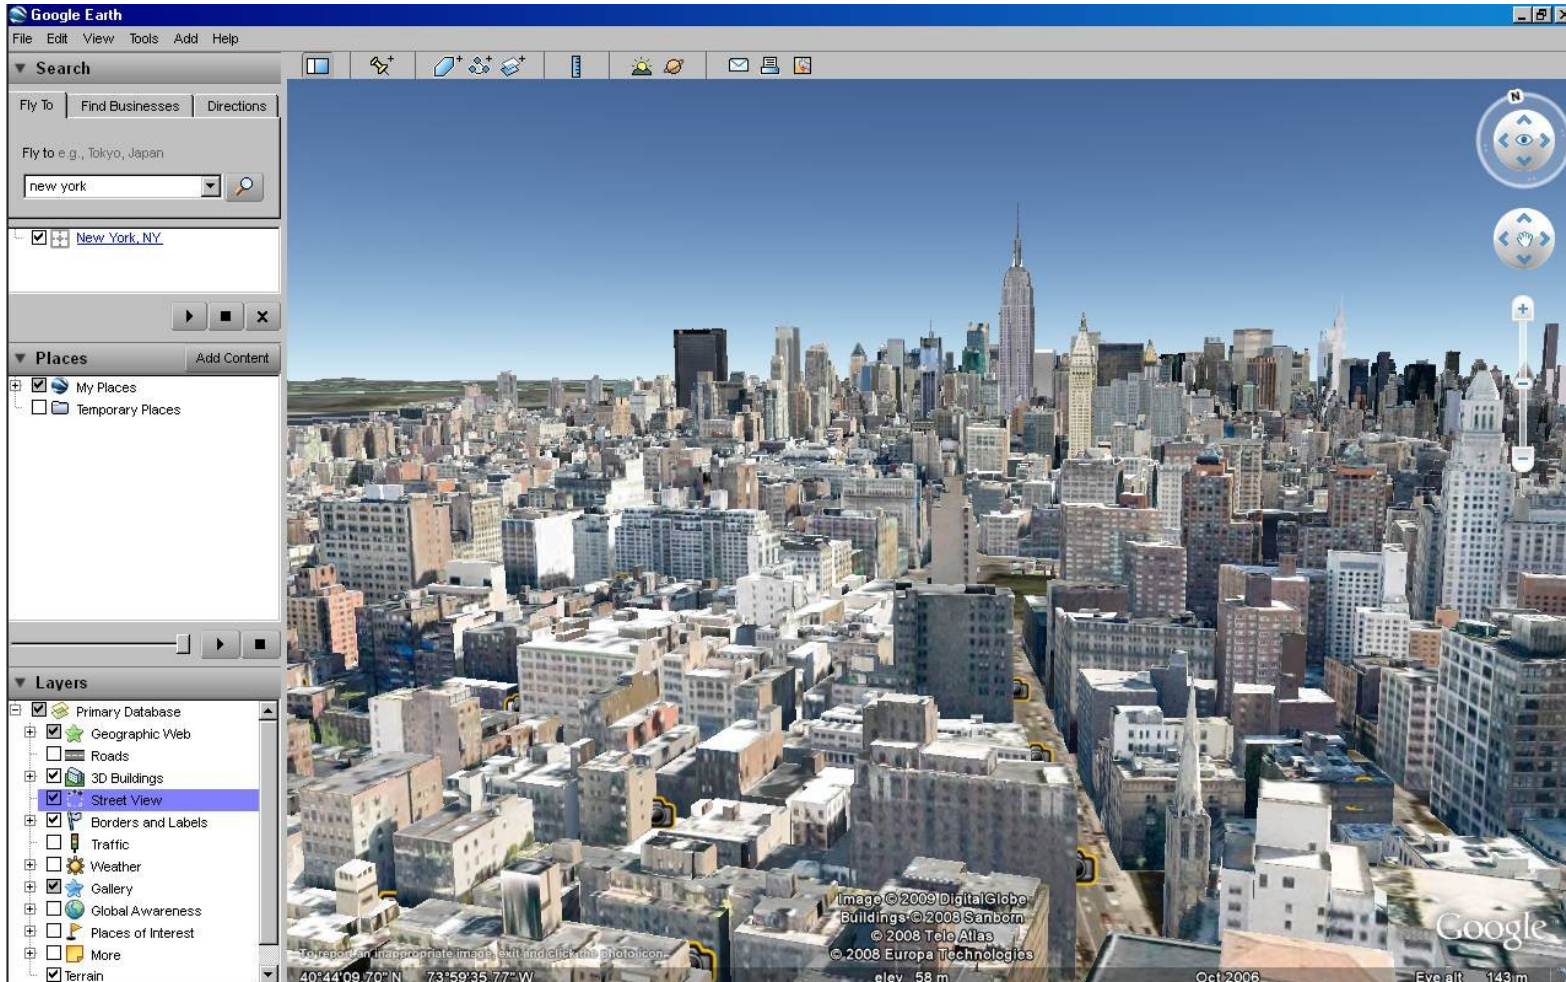 Google Earth
File Edit View Tools Add Help
Search
Fly To Find Businesses Directions
Fly to e.g., Tokyo, Japan
new york
New York, NY
Places Add Content
My Places
Temporary Places
Layers
Primary Database
Geographic Web
Roads
3D Buildings
Street View
Borders and Labels
Traffic
Weather
Gallery
Global Awareness
Places of Interest
More
Terrain
N
Image © 2009 DigitalGlobe
Buildings © 2008 Sanborn
© 2008 Tele Atlas
© 2008 Europa Technologies
Google
To report an inappropriate image, exit and click the photo icon.
40°44'09.70" N 73°59'35.77" W elev 58 m Oct 2006 Eye alt 143 m